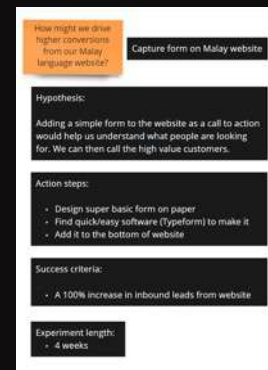 How might we drive
higher conversions
from our Malay
language website?
Capture form on Malay website
Hypothesis:
Adding a simple form to the website as a call to action
would help us understand what people are looking
for. We can then call the high value customers.
Action steps:
• Design super basic form on paper
• Find quick/easy software (Typeform) to make it
• Add it to the bottom of website
Success criteria:
• A 100% increase in inbound leads from website
Experiment length:
• 4 weeks